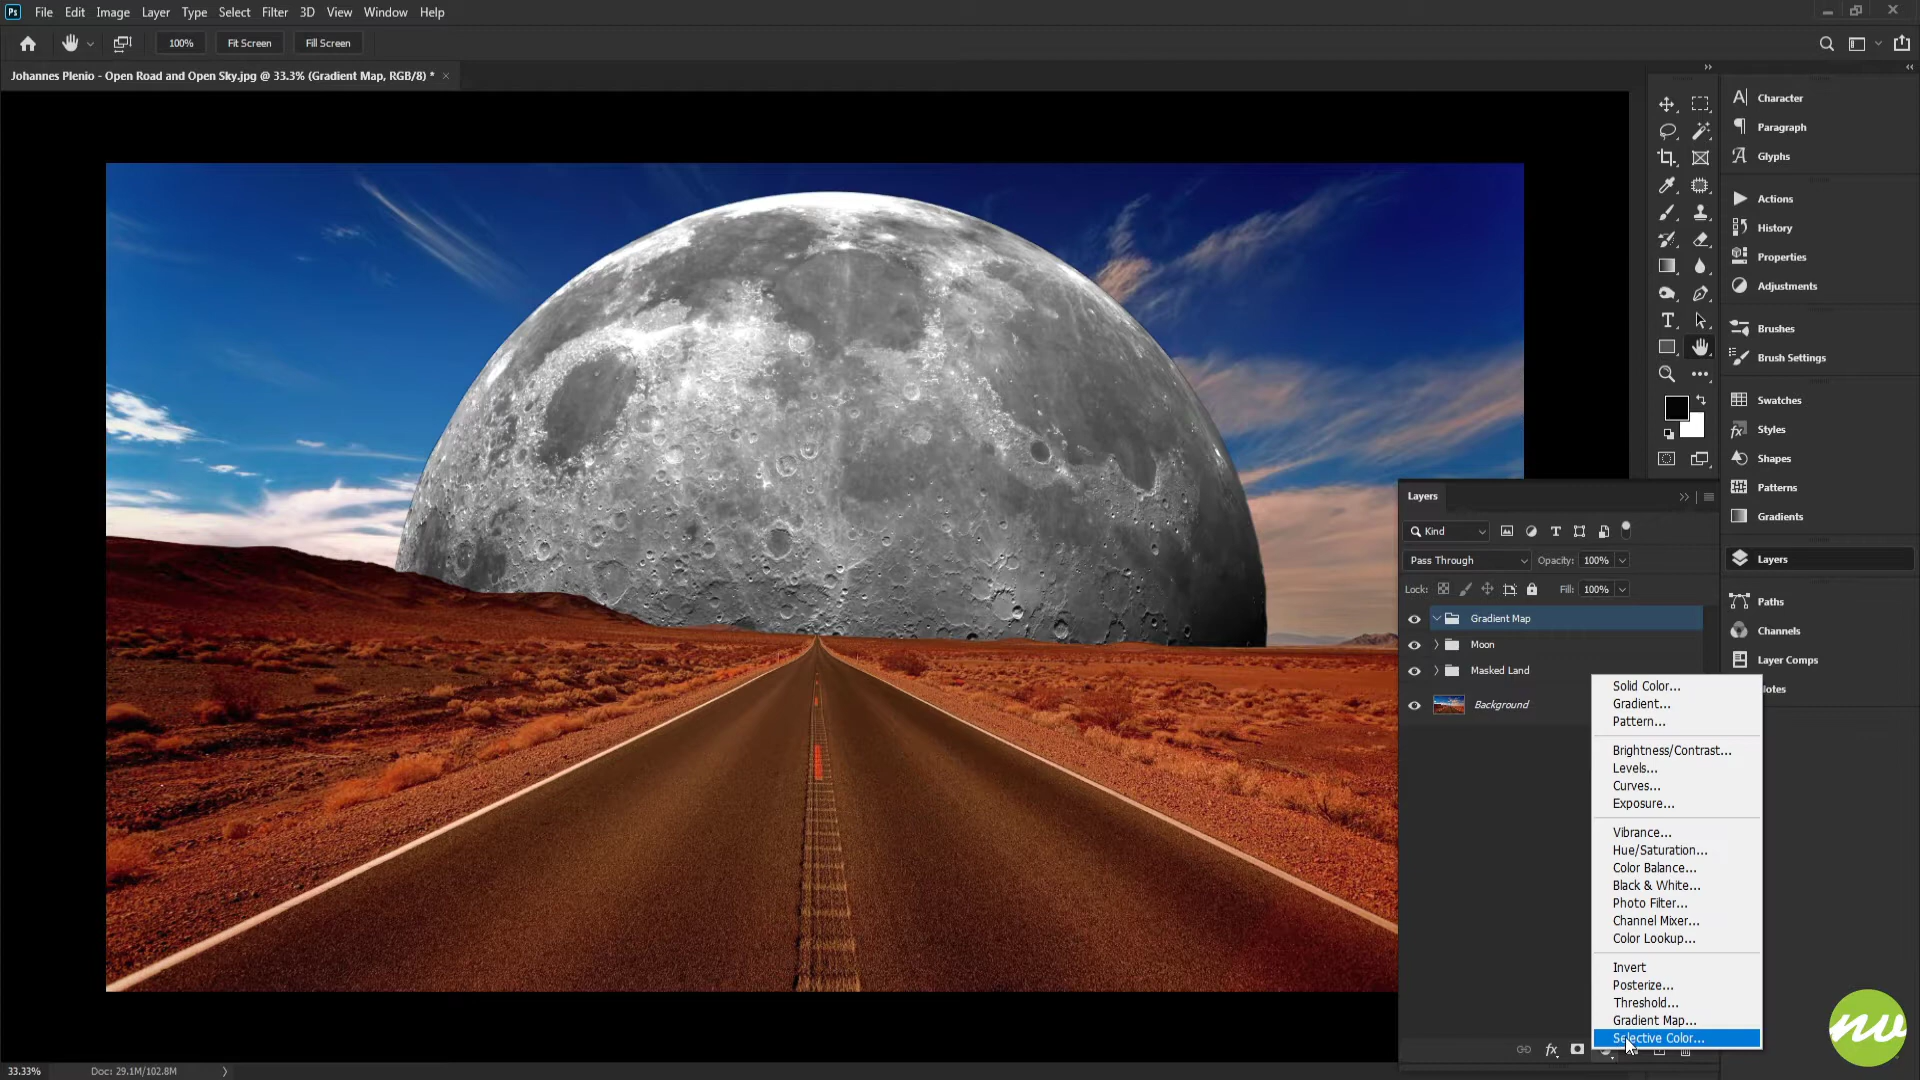 Ps File Edit Image Layer Type Select Filter 3D View Window Help
100% Fit Screen Fill Screen
Johannes Plenio - Open Road and Open Sky.jpg @ 33.3% (Gradient Map, RGB/8) * ×
Character
Paragraph
Glyphs
Actions
History
Properties
Adjustments
Brushes
Brush Settings
Swatches
Styles
Shapes
Patterns
Gradients
Layers
Paths
Channels
Layer Comps
otes
Layers
Kind
Pass Through Opacity: 100%
Lock: Fill: 100%
Gradient Map
Moon
Masked Land
Background
Solid Color...
Gradient...
Pattern...
Brightness/Contrast...
Levels...
Curves...
Exposure...
Vibrance...
Hue/Saturation...
Color Balance...
Black & White...
Photo Filter...
Channel Mixer...
Color Lookup...
Invert
Posterize...
Threshold...
Gradient Map...
Selective Color...
fx
nv
33.33% Doc: 29.1M/102.8M